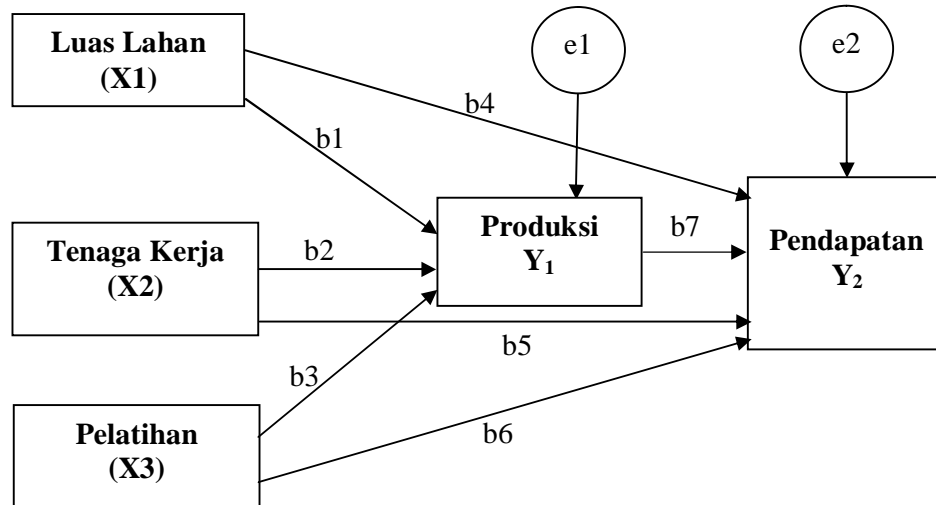 Luas Lahan
(X1)
e1
e2
b4
b1
Tenaga Kerja
(X2)
b2
Produksi
Y₁
b7
Pendapatan
Y₂
b5
b3
Pelatihan
(X3)
b6